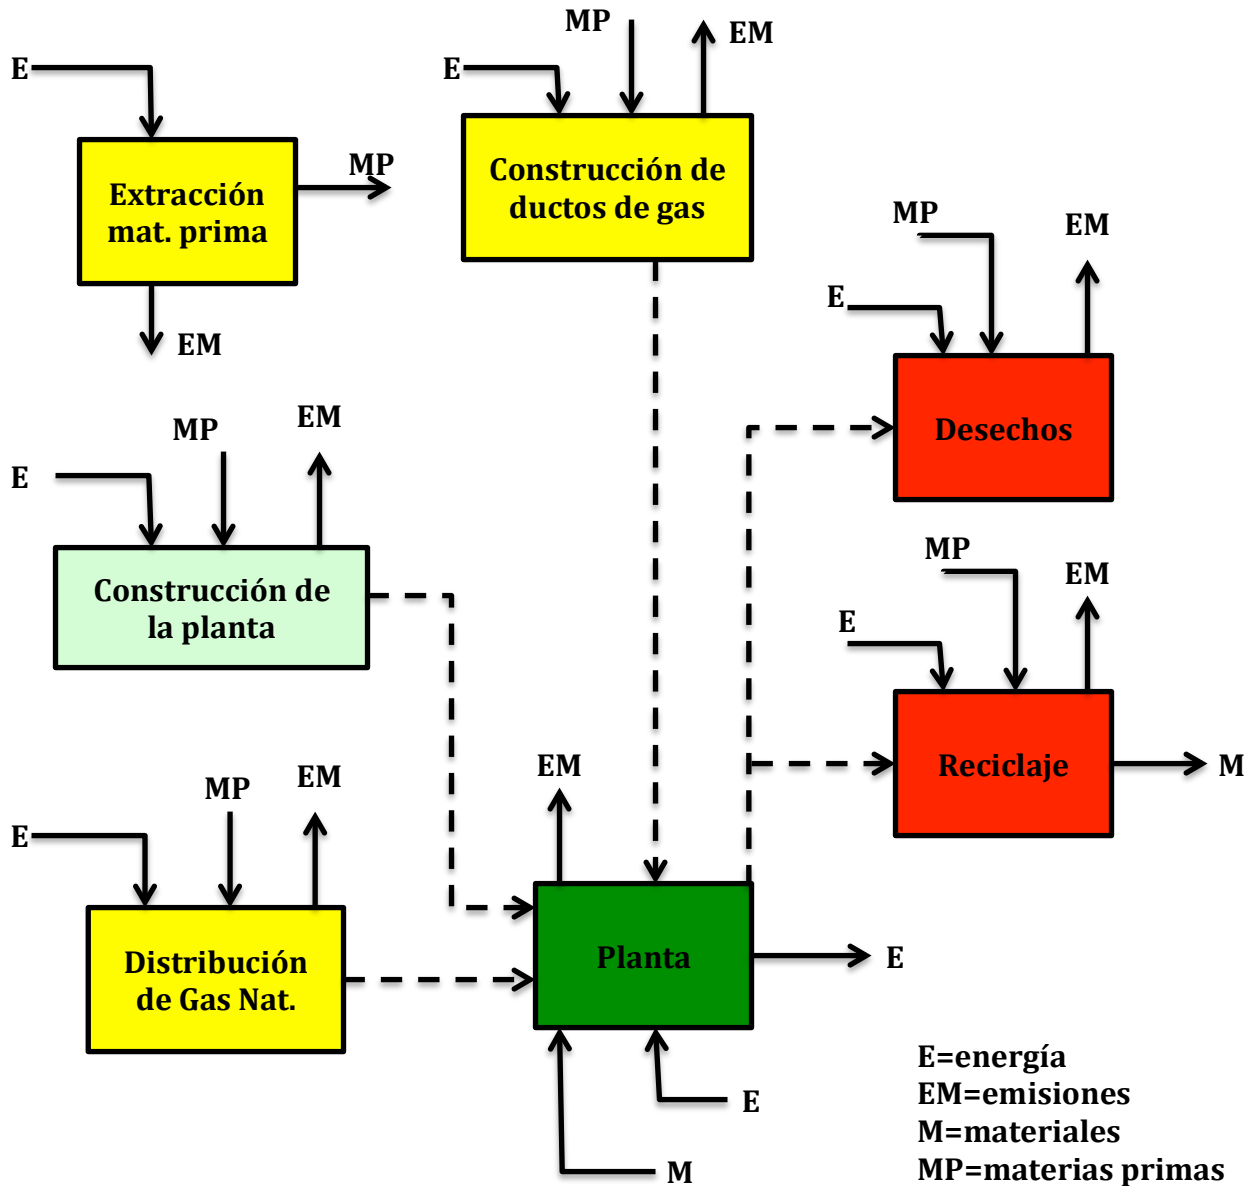 MP
EM
E
E
MP
Construcción de
ductos de gas
Extracción
mat. prima
MP
EM
E
EM
Desechos
EM
MP
E
MP
EM
Construcción de
la planta
E
Reciclaje
M
EM
MP
EM
E
Distribución
de Gas Nat.
Planta
E
E
M
E=energía
EM=emisiones
M=materiales
MP=materias primas